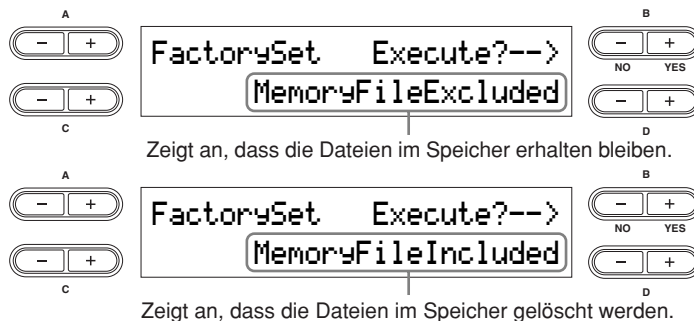 A B
- + FactorySet Execute?--> - +
NO YES
- + MemoryFileExcluded - +
C D
Zeigt an, dass die Dateien im Speicher erhalten bleiben.
A B
- + FactorySet Execute?--> - +
NO YES
- + MemoryFileIncluded - +
C D
Zeigt an, dass die Dateien im Speicher gelöscht werden.